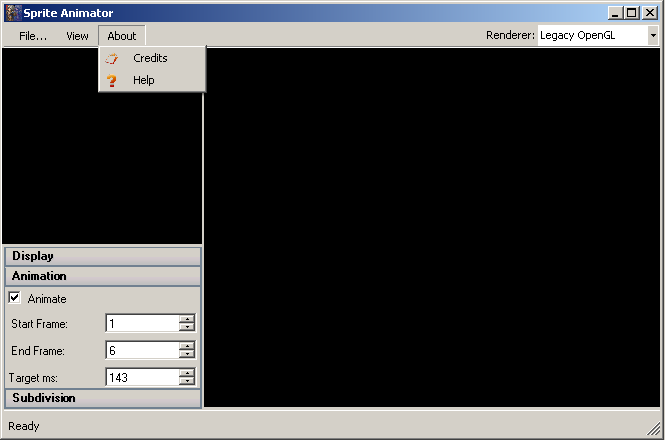 Sprite Animator
File... View About Renderer: Legacy OpenGL
Credits
Help
Display
Animation
Animate
Start Frame: 1
End Frame: 6
Target ms: 143
Subdivision
Ready